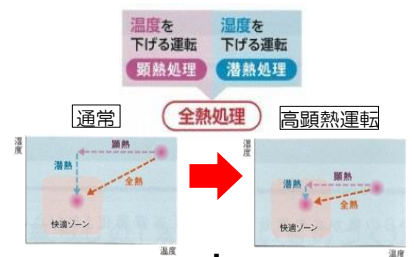 温度を
下げる運転
顕熱処理
湿度を
下げる運転
潜熱処理
全熱処理
通常
高顕熱運転
湿度
顕熱
潜熱
全熱
快適ゾーン
温度
湿度
顕熱
潜熱
全熱
快適ゾーン
温度